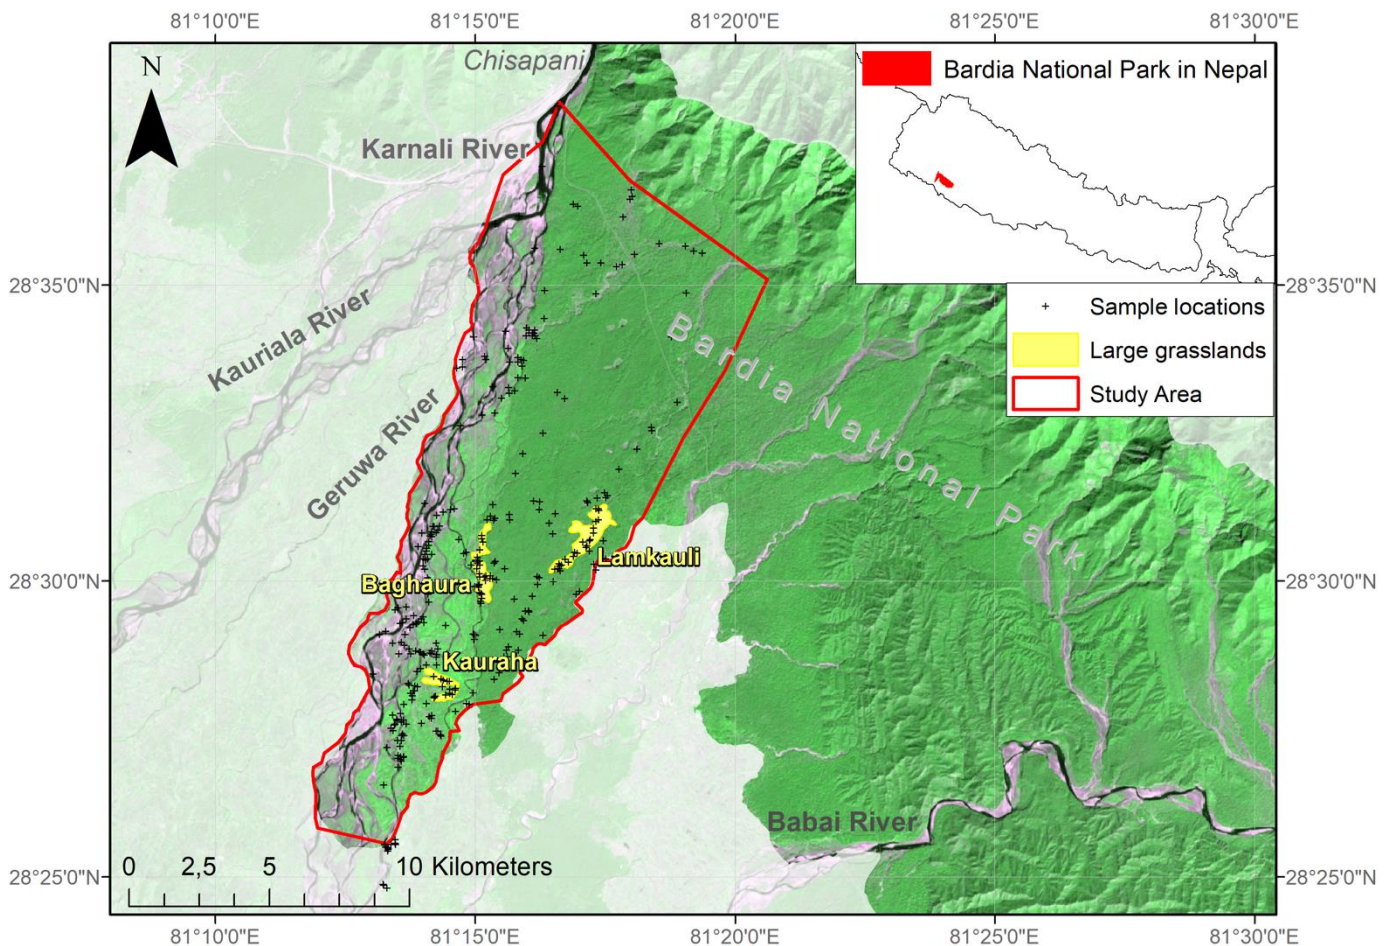 81°10'0"E
81°15'0"E
81°20'0"E
81°25'0"E
81°30'0"E
N
Chisapani
Bardia National Park in Nepal
Karnali River
28°35'0"N
28°35'0"N
Sample locations
Large grasslands
Study Area
Kauriala River
Bardia National Park
Geruwa River
Lamkauli
28°30'0"N
Baghaura
28°30'0"N
Kauraha
Babai River
0 2,5 5 10 Kilometers
28°25'0"N
28°25'0"N
81°10'0"E
81°15'0"E
81°20'0"E
81°25'0"E
81°30'0"E